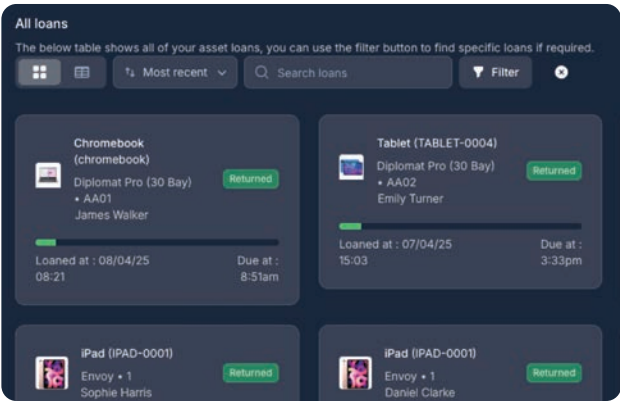 All loans
The below table shows all of your asset loans, you can use the filter button to find specific loans if required.
Most recent
Search loans
Filter
Chromebook
(chromebook)
Diplomat Pro (30 Bay)
• AA01
James Walker
Returned
Loaned at : 08/04/25
08:21
Due at :
8:51am
Tablet (TABLET-0004)
Diplomat Pro (30 Bay)
• AA02
Emily Turner
Returned
Loaned at : 07/04/25
15:03
Due at :
3:33pm
iPad (IPAD-0001)
Envoy • 1
Sophie Harris
Returned
iPad (IPAD-0001)
Envoy • 1
Daniel Clarke
Returned